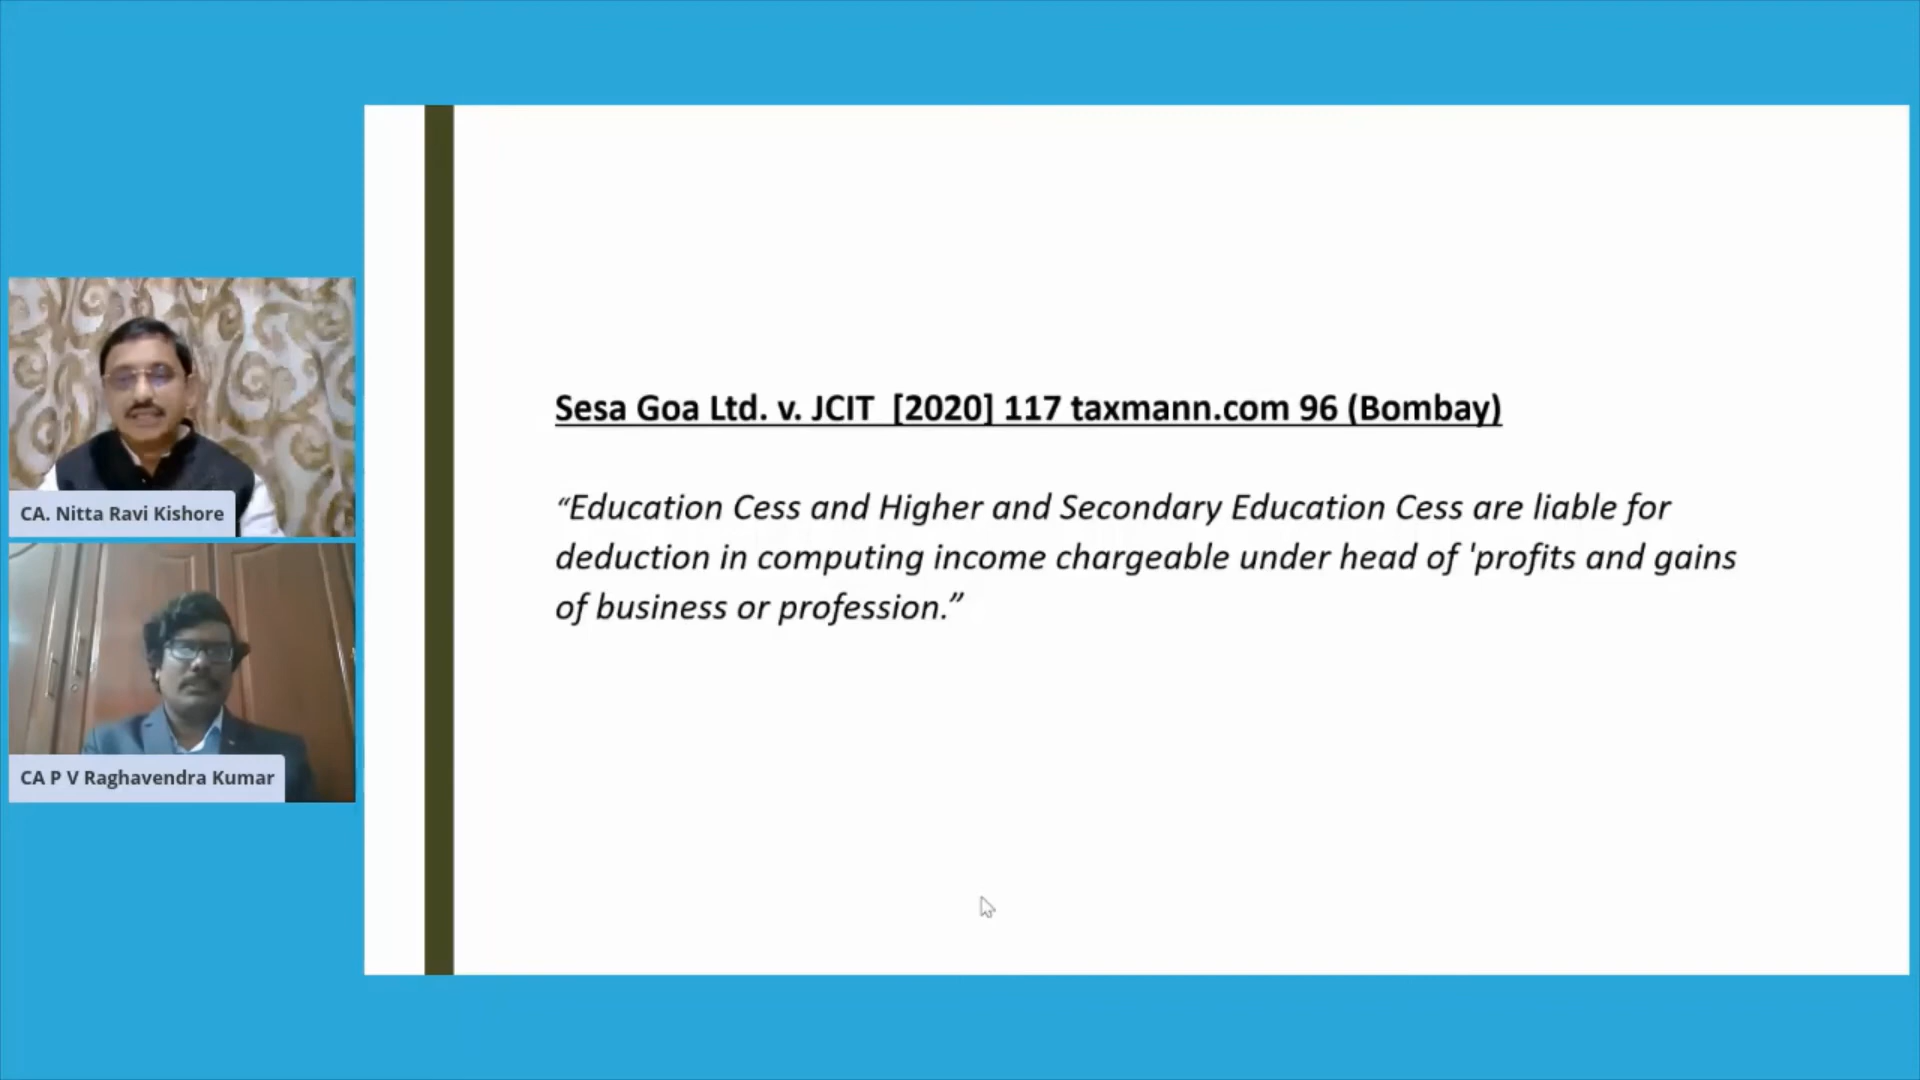 CA. Nitta Ravi Kishore
CA P V Raghavendra Kumar
Sesa Goa Ltd. v. JCIT [2020] 117 taxmann.com 96 (Bombay)
“Education Cess and Higher and Secondary Education Cess are liable for
deduction in computing income chargeable under head of 'profits and gains
of business or profession.”